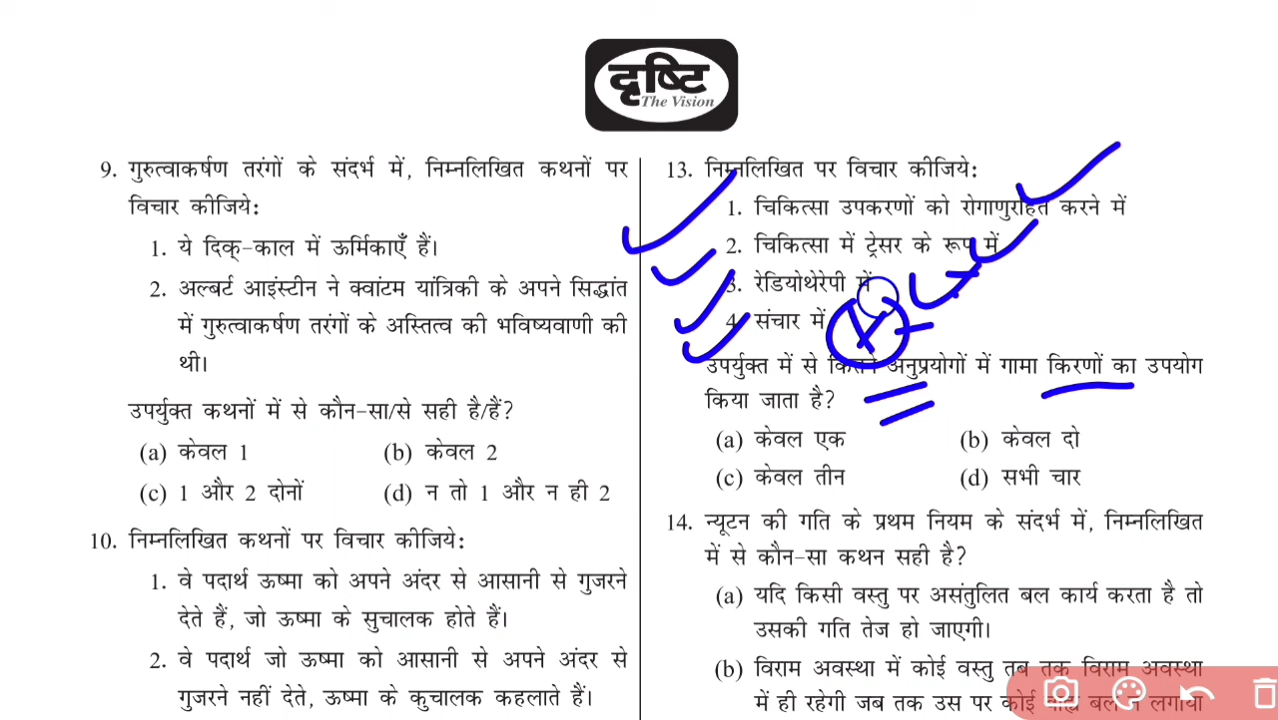 दृष्टि
The Vision
9. गुरुत्वाकर्षण तरंगों के संदर्भ में, निम्नलिखित कथनों पर
विचार कीजिये:
1. ये दिक्-काल में ऊर्मिकाएँ हैं।
2. अल्बर्ट आइंस्टीन ने क्वांटम यांत्रिकी के अपने सिद्धांत
में गुरुत्वाकर्षण तरंगों के अस्तित्व की भविष्यवाणी की
थी।
उपर्युक्त कथनों में से कौन-सा/से सही है/हैं?
(a) केवल 1
(b) केवल 2
(c) 1 और 2 दोनों
(d) न तो 1 और न ही 2
10. निम्नलिखित कथनों पर विचार कीजिये:
1. वे पदार्थ ऊष्मा को अपने अंदर से आसानी से गुजरने
देते हैं, जो ऊष्मा के सुचालक होते हैं।
2. वे पदार्थ जो ऊष्मा को आसानी से अपने अंदर से
गुजरने नहीं देते, ऊष्मा के कुचालक कहलाते हैं।
13. निम्नलिखित पर विचार कीजिये:
1. चिकित्सा उपकरणों को रोगाणुरहित करने में
2. चिकित्सा में ट्रेसर के रूप में
3. रेडियोथेरेपी में
4. संचार में
उपर्युक्त में से कितने अनुप्रयोगों में गामा किरणों का उपयोग
किया जाता है?
(a) केवल एक
(b) केवल दो
(c) केवल तीन
(d) सभी चार
14. न्यूटन की गति के प्रथम नियम के संदर्भ में, निम्नलिखित
में से कौन-सा कथन सही है?
(a) यदि किसी वस्तु पर असंतुलित बल कार्य करता है तो
उसकी गति तेज हो जाएगी।
(b) विराम अवस्था में कोई वस्तु तब तक विराम अवस्था
में ही रहेगी जब तक उस पर कोई बाह्य बल न लगाया